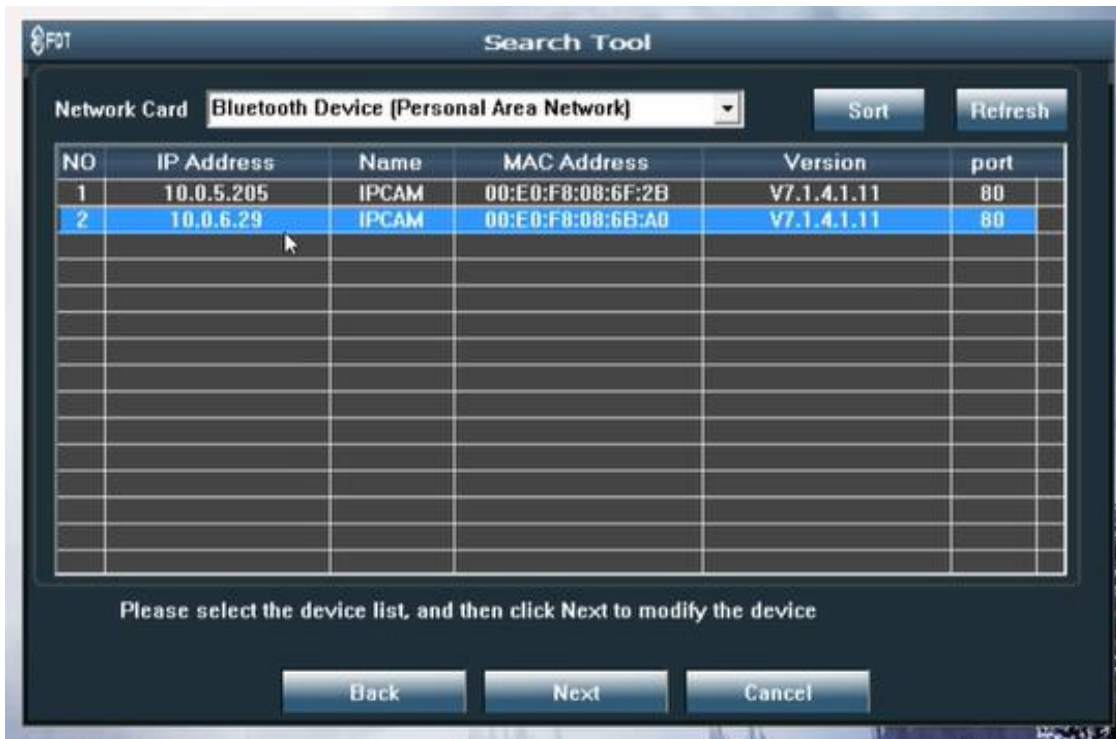 FDT
Search Tool
Network Card Bluetooth Device (Personal Area Network) Sort Refresh
NO IP Address Name MAC Address Version port
1 10.0.5.205 IPCAM 00:E0:F8:08:6F:2B V7.1.4.1.11 80
2 10.0.6.29 IPCAM 00:E0:F8:08:6B:A0 V7.1.4.1.11 80
Please select the device list, and then click Next to modify the device
Back Next Cancel